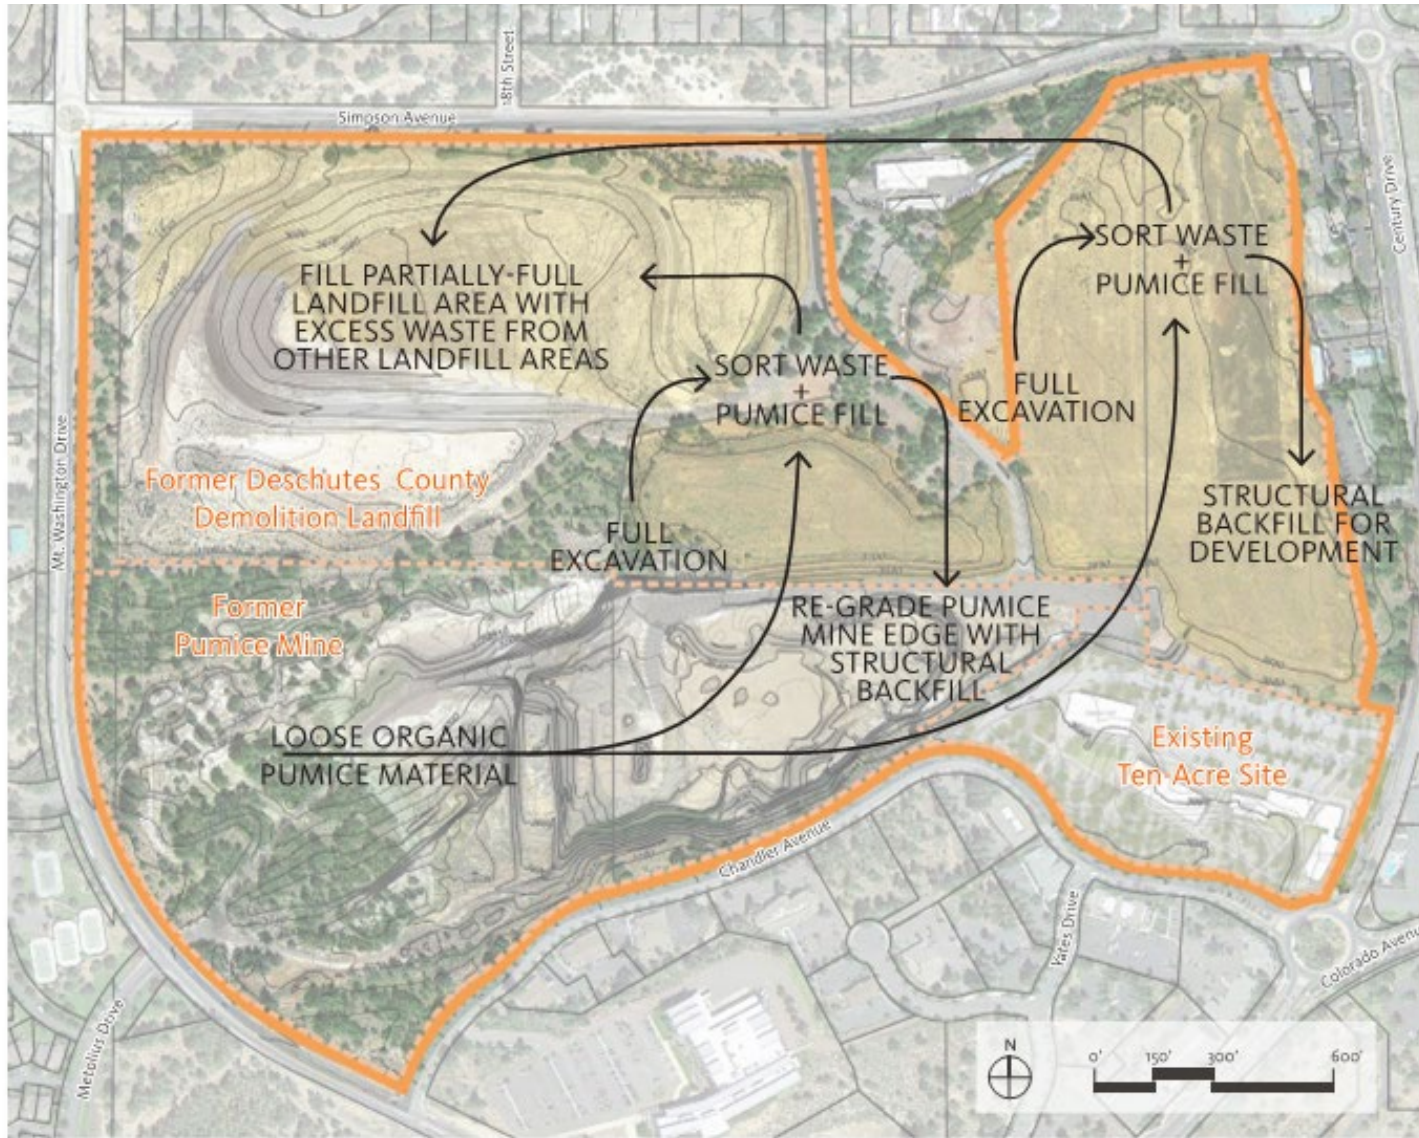 18th Street
Simpson Avenue
Century Drive
SORT WASTE
+
PUMICE FILL
FILL PARTIALLY-FULL
LANDFILL AREA WITH
EXCESS WASTE FROM
OTHER LANDFILL AREAS
SORT WASTE
+
PUMICE FILL
FULL
EXCAVATION
Mt. Washington Drive
Former Deschutes County
Demolition Landfill
FULL
EXCAVATION
STRUCTURAL
BACKFILL FOR
DEVELOPMENT
Former
Pumice Mine
RE-GRADE PUMICE
MINE EDGE WITH
STRUCTURAL
BACKFILL
LOOSE ORGANIC
PUMICE MATERIAL
Existing
Ten-Acre Site
Chandler Avenue
Yates Drive
Colorado Avenu
Metolius Drive
N
0' 150' 300' 600'